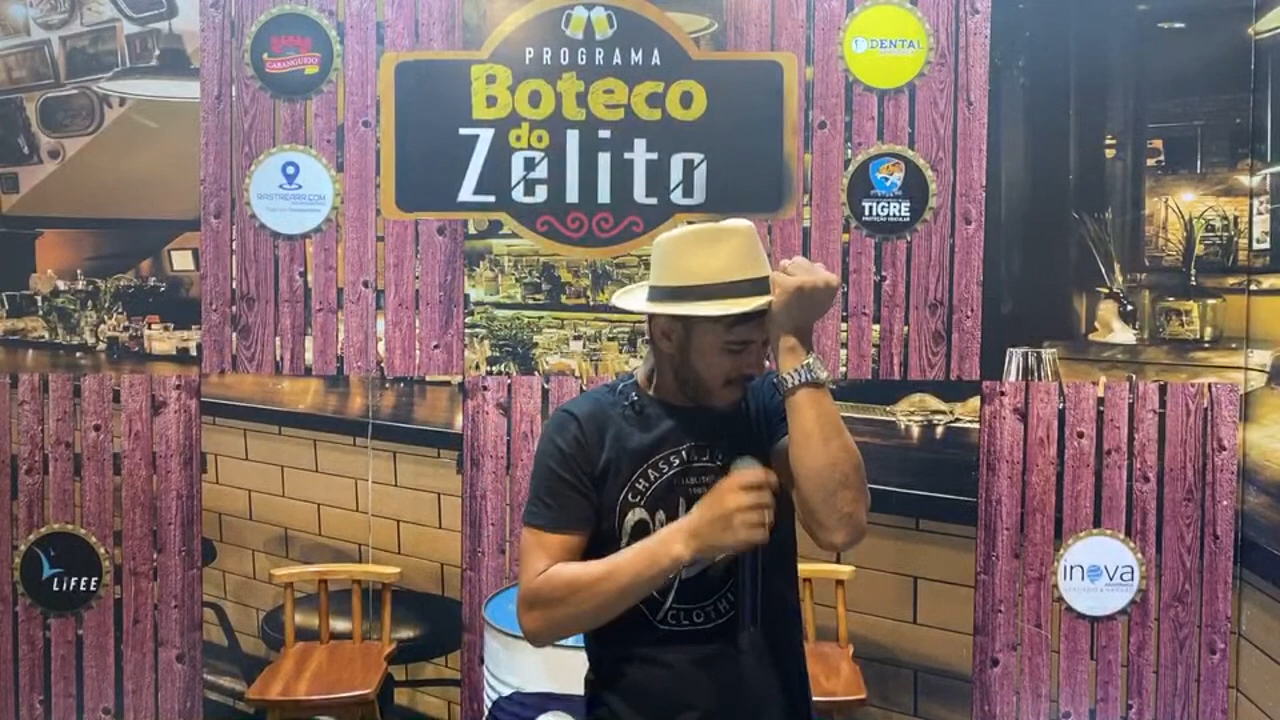 PROGRAMA
Boteco
do
Zelito
CARANGUEJO
DENTAL
RASTREARR.COM
TIGRE
PROTEÇÃO VEICULAR
LIFEE
inova
CHASSI
CLOTHI